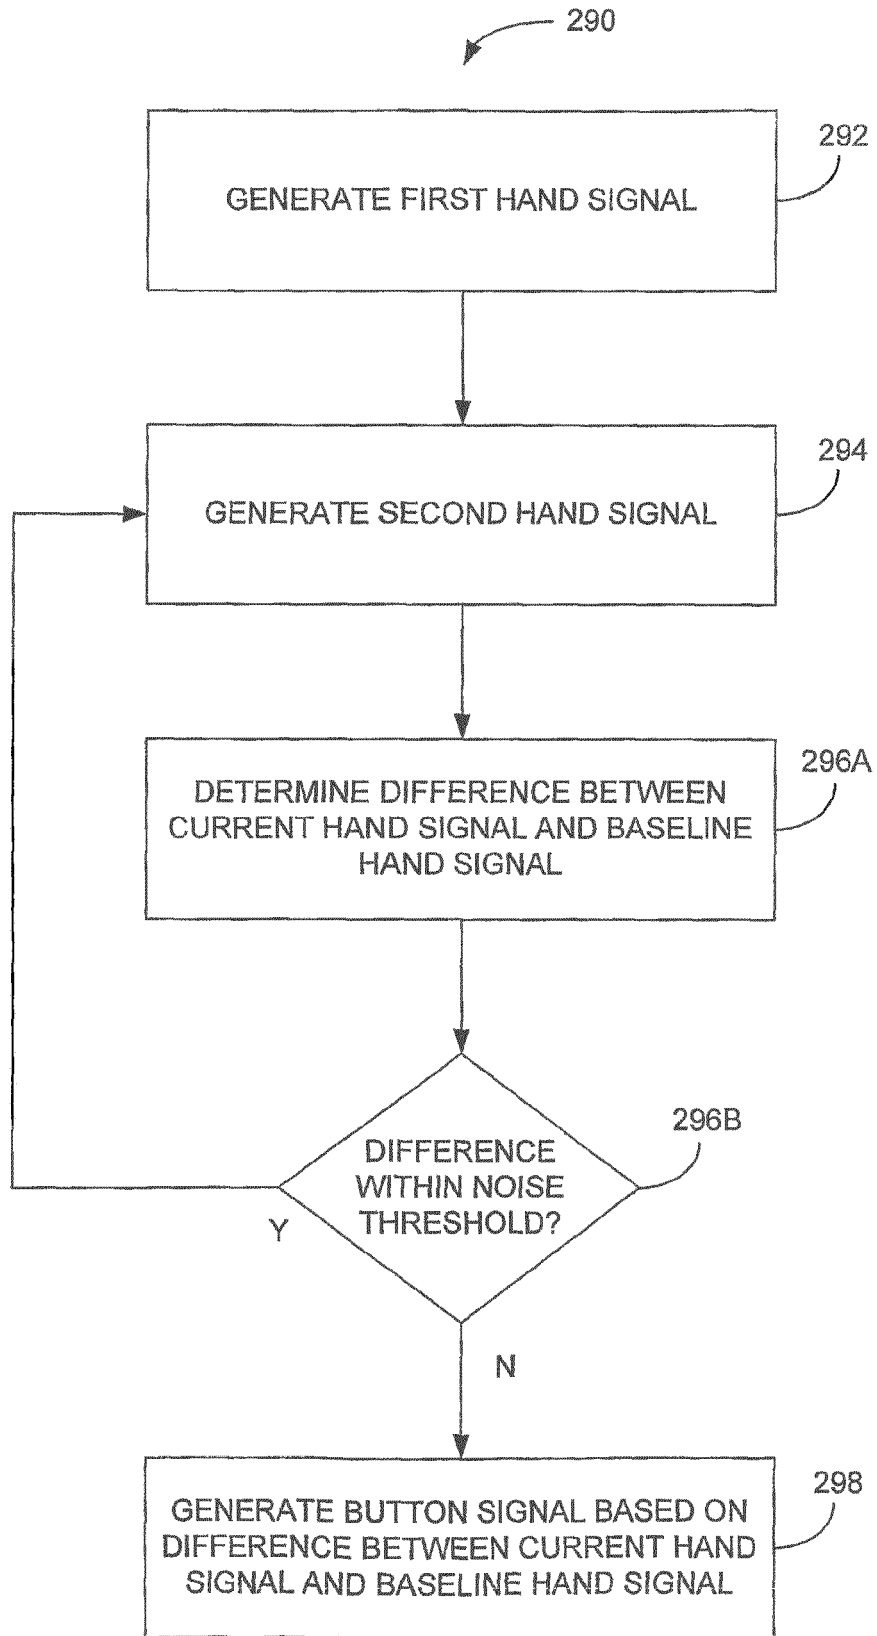 290
292
GENERATE FIRST HAND SIGNAL
294
GENERATE SECOND HAND SIGNAL
296A
DETERMINE DIFFERENCE BETWEEN
CURRENT HAND SIGNAL AND BASELINE
HAND SIGNAL
296B
DIFFERENCE
WITHIN NOISE
THRESHOLD?
Y
N
298
GENERATE BUTTON SIGNAL BASED ON
DIFFERENCE BETWEEN CURRENT HAND
SIGNAL AND BASELINE HAND SIGNAL